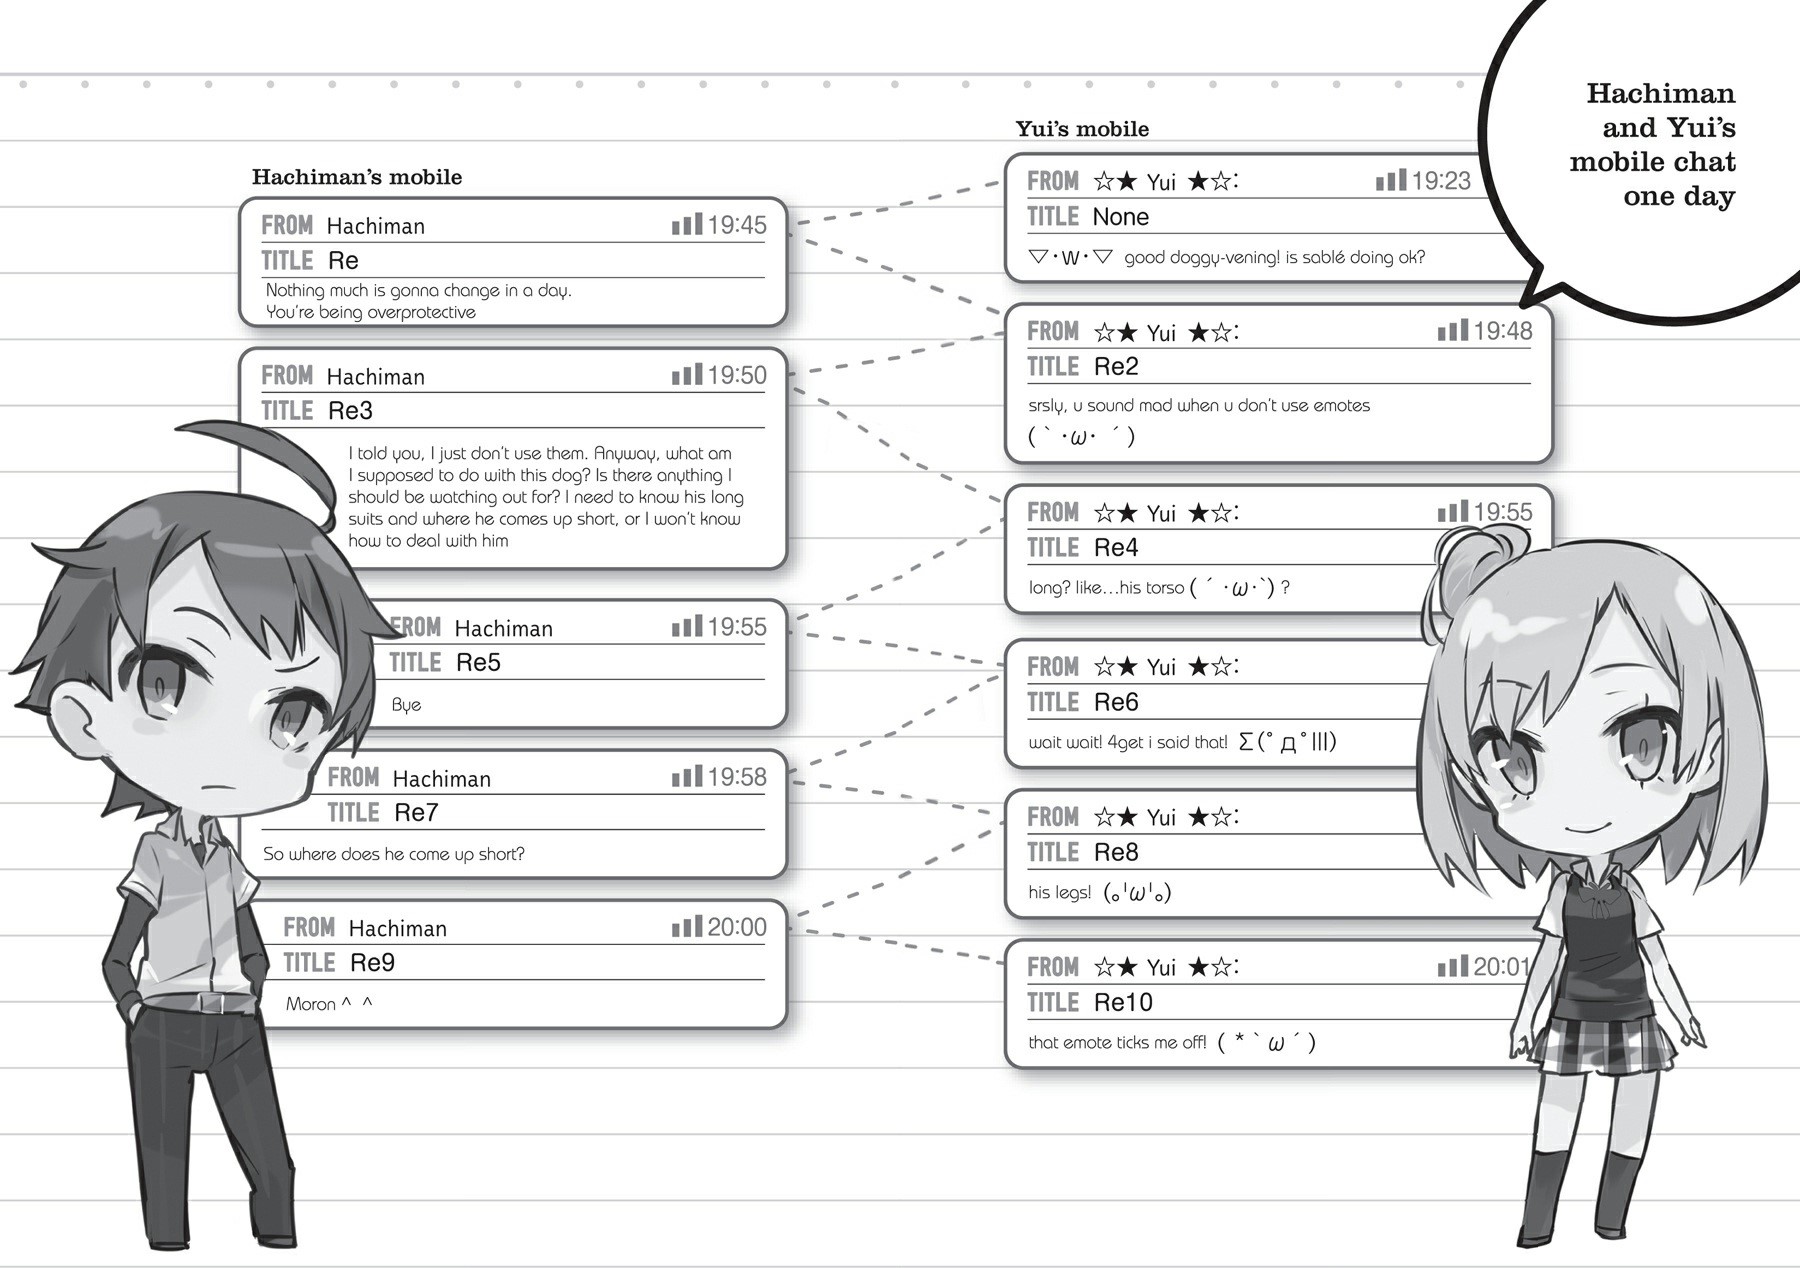 Hachiman
and Yui's
mobile chat
one day
Yui's mobile
FROM ☆★ Yui ★☆: 19:23
TITLE None
▽・w・▽ good doggy-vening! is sablé doing ok?
Hachiman's mobile
FROM Hachiman 19:45
TITLE Re
Nothing much is gonna change in a day.
You're being overprotective
FROM ☆★ Yui ★☆: 19:48
TITLE Re2
srsly, u sound mad when u don't use emotes
(｀・ω・´)
FROM Hachiman 19:50
TITLE Re3
I told you, I just don't use them. Anyway, what am
I supposed to do with this dog? Is there anything I
should be watching out for? I need to know his long
suits and where he comes up short, or I won't know
how to deal with him
FROM ☆★ Yui ★☆: 19:55
TITLE Re4
long? like...his torso (´・ω・`) ?
FROM Hachiman 19:55
TITLE Re5
Bye
FROM ☆★ Yui ★☆:
TITLE Re6
wait wait! 4get i said that! Σ(ﾟдﾟlll)
FROM Hachiman 19:58
TITLE Re7
So where does he come up short?
FROM ☆★ Yui ★☆:
TITLE Re8
his legs! (｡'ω'｡)
FROM Hachiman 20:00
TITLE Re9
Moron ^ ^
FROM ☆★ Yui ★☆: 20:01
TITLE Re10
that emote ticks me off! (*｀ω´)